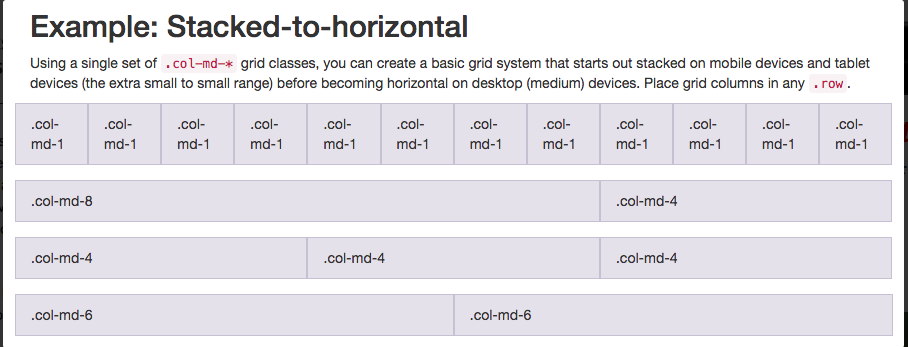 Example: Stacked-to-horizontal
Using a single set of .col-md-* grid classes, you can create a basic grid system that starts out stacked on mobile devices and tablet
devices (the extra small to small range) before becoming horizontal on desktop (medium) devices. Place grid columns in any .row.
.col- .col- .col- .col- .col- .col- .col- .col- .col- .col- .col- .col-
md-1 md-1 md-1 md-1 md-1 md-1 md-1 md-1 md-1 md-1 md-1 md-1
.col-md-8 .col-md-4
.col-md-4 .col-md-4 .col-md-4
.col-md-6 .col-md-6